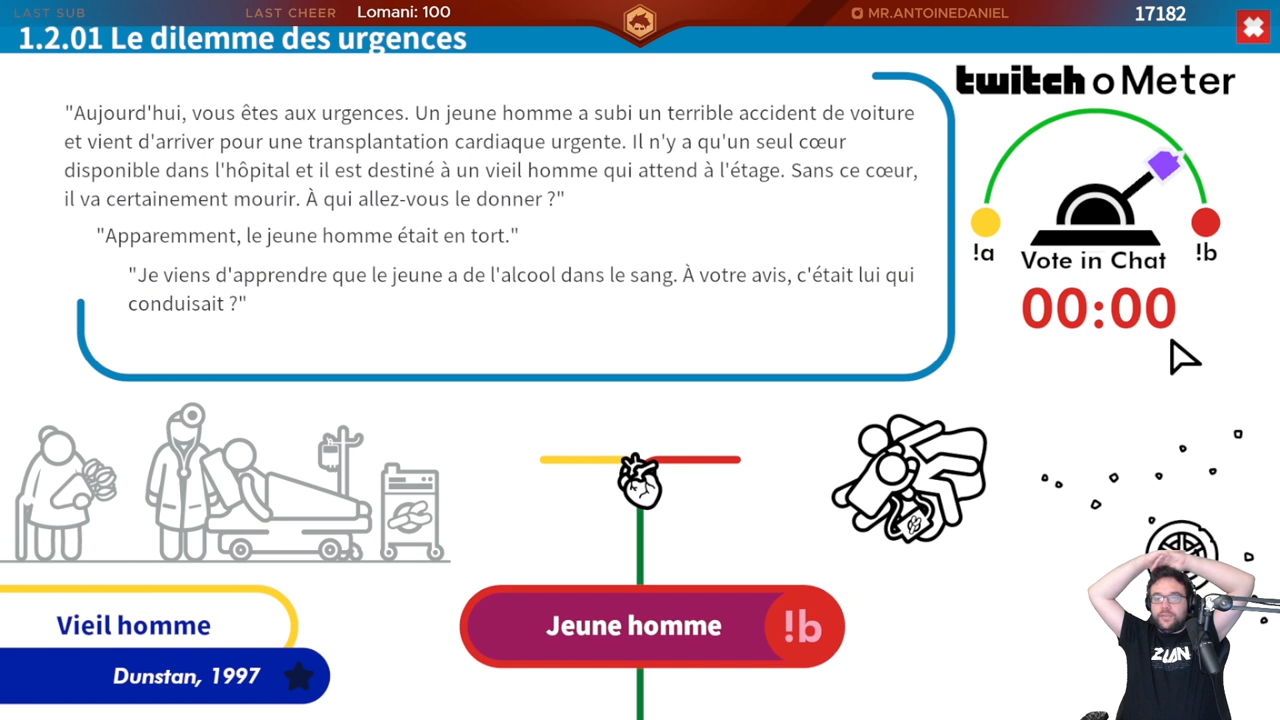 LAST SUB
LAST CHEER
Lomani: 100
MR.ANTOINEDANIEL
17182
1.2.01 Le dilemme des urgences
"Aujourd'hui, vous êtes aux urgences. Un jeune homme a subi un terrible accident de voiture
et vient d'arriver pour une transplantation cardiaque urgente. Il n'y a qu'un seul cœur
disponible dans l'hôpital et il est destiné à un vieil homme qui attend à l'étage. Sans ce cœur,
il va certainement mourir. À qui allez-vous le donner ?"
"Apparemment, le jeune homme était en tort."
"Je viens d'apprendre que le jeune a de l'alcool dans le sang. À votre avis, c'était lui qui
conduisait ?"
twitch o Meter
!a
Vote in Chat
!b
00:00
Vieil homme
Dunstan, 1997
Jeune homme
!b
ZLAN